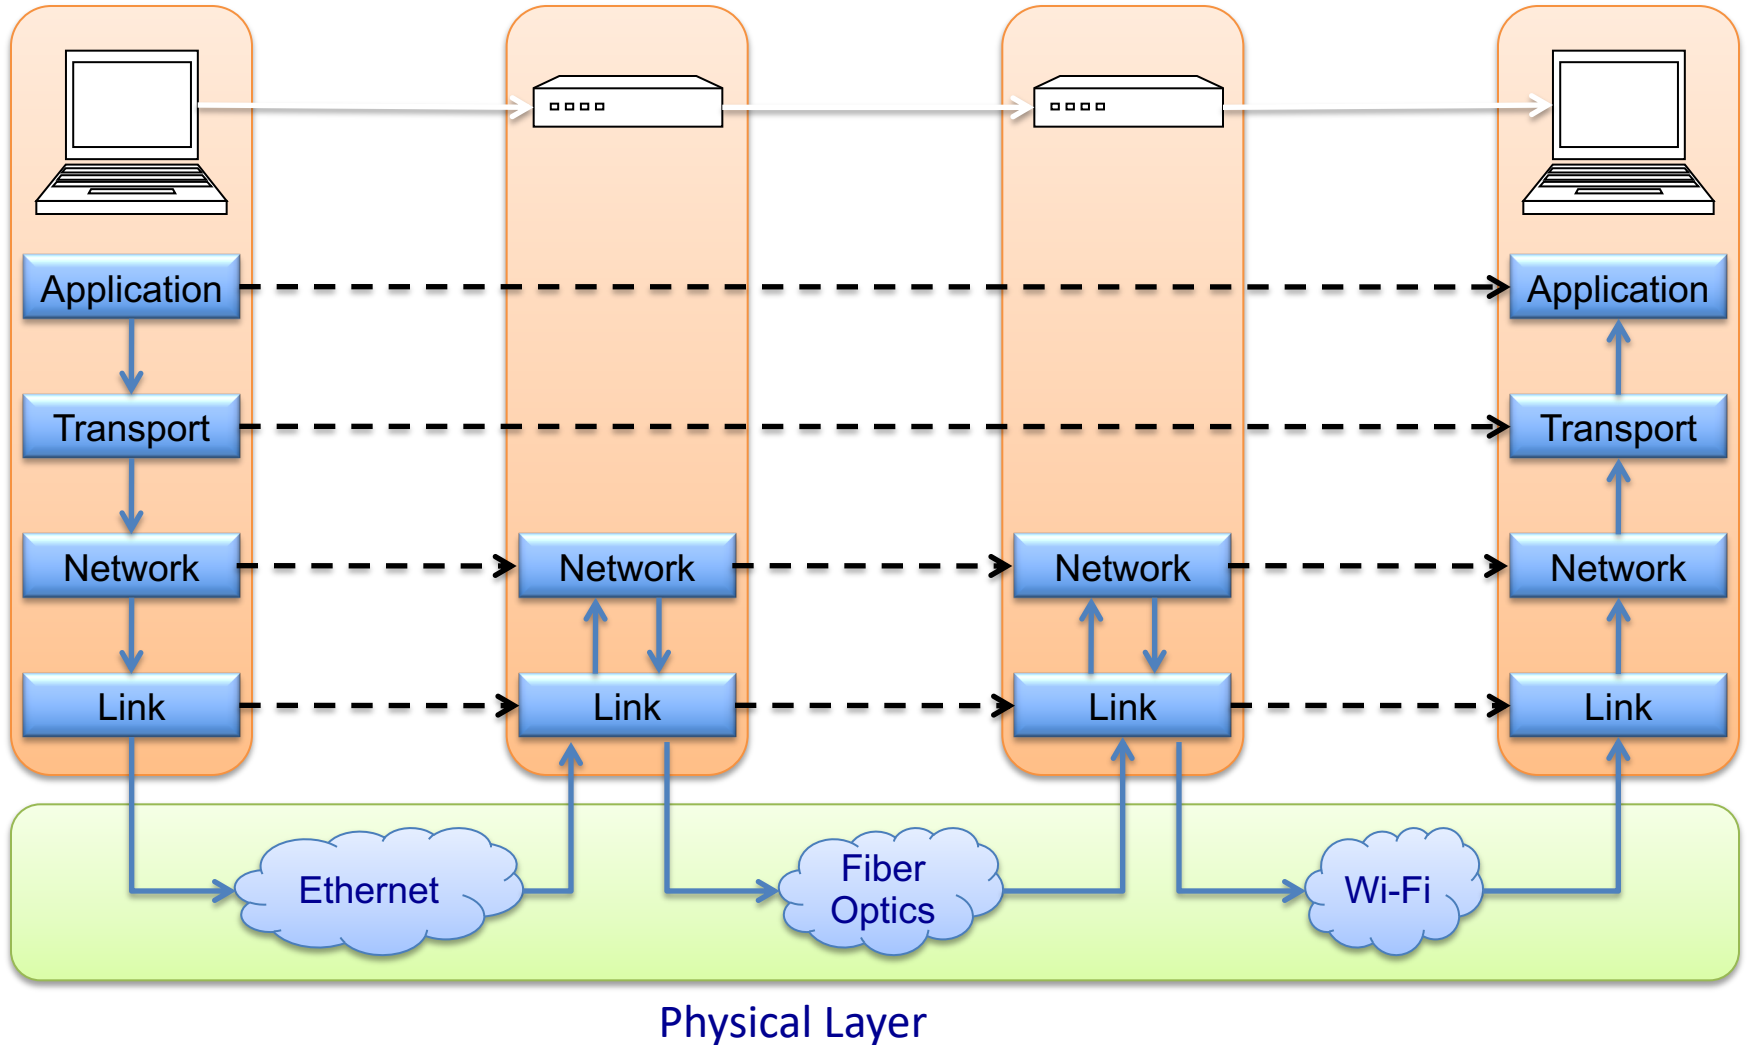 Application
Application
Transport
Transport
Network
Network
Network
Network
Link
Link
Link
Link
Ethernet
Fiber
Optics
Wi-Fi
Physical Layer